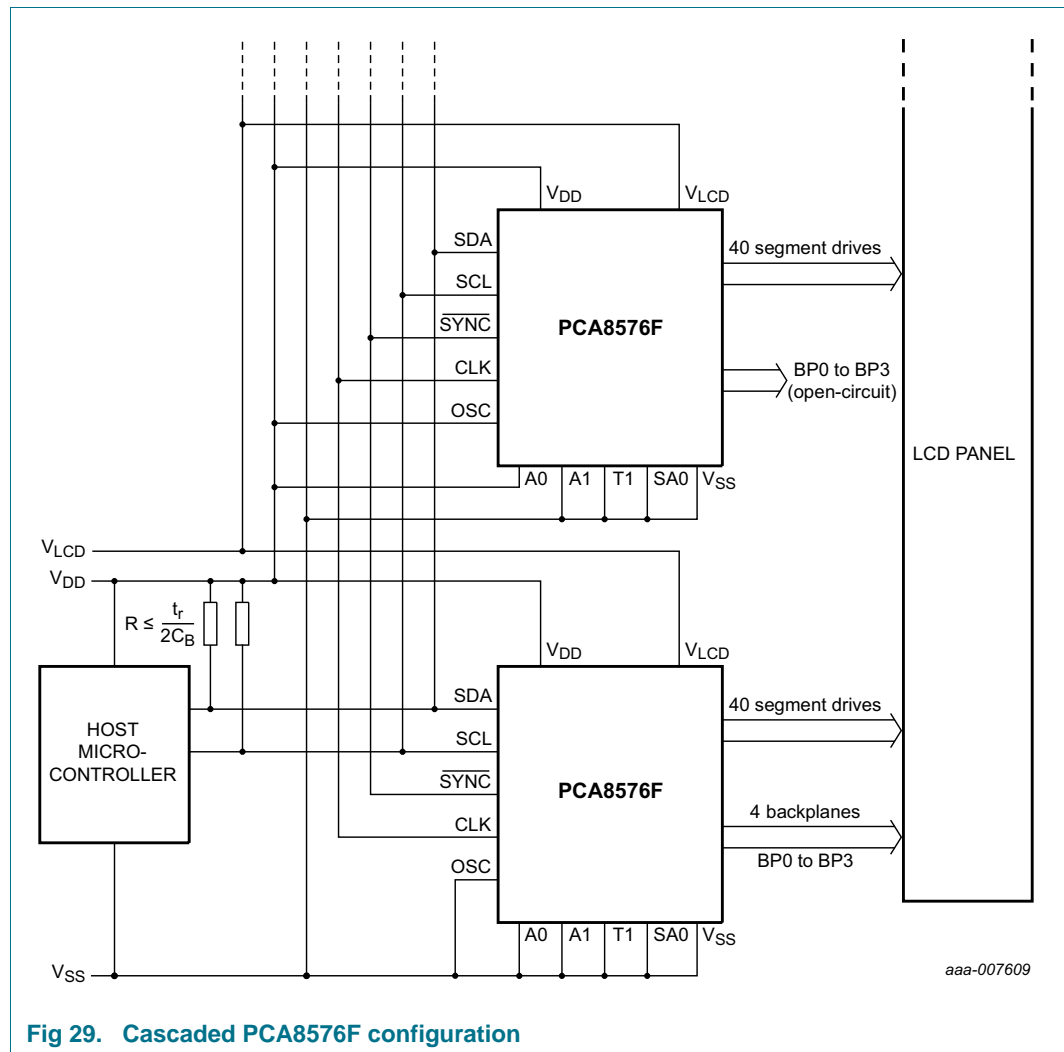 VDD
VLCD
SDA
SCL
SYNC
CLK
OSC
PCA8576F
40 segment drives
BP0 to BP3
(open-circuit)
LCD PANEL
A0
A1
T1
SA0
VSS
VLCD
VDD
R ≤ tr/2CB
HOST
MICRO-
CONTROLLER
VDD
VLCD
SDA
SCL
SYNC
CLK
OSC
PCA8576F
40 segment drives
4 backplanes
BP0 to BP3
A0
A1
T1
SA0
VSS
VSS
aaa-007609
Fig 29. Cascaded PCA8576F configuration